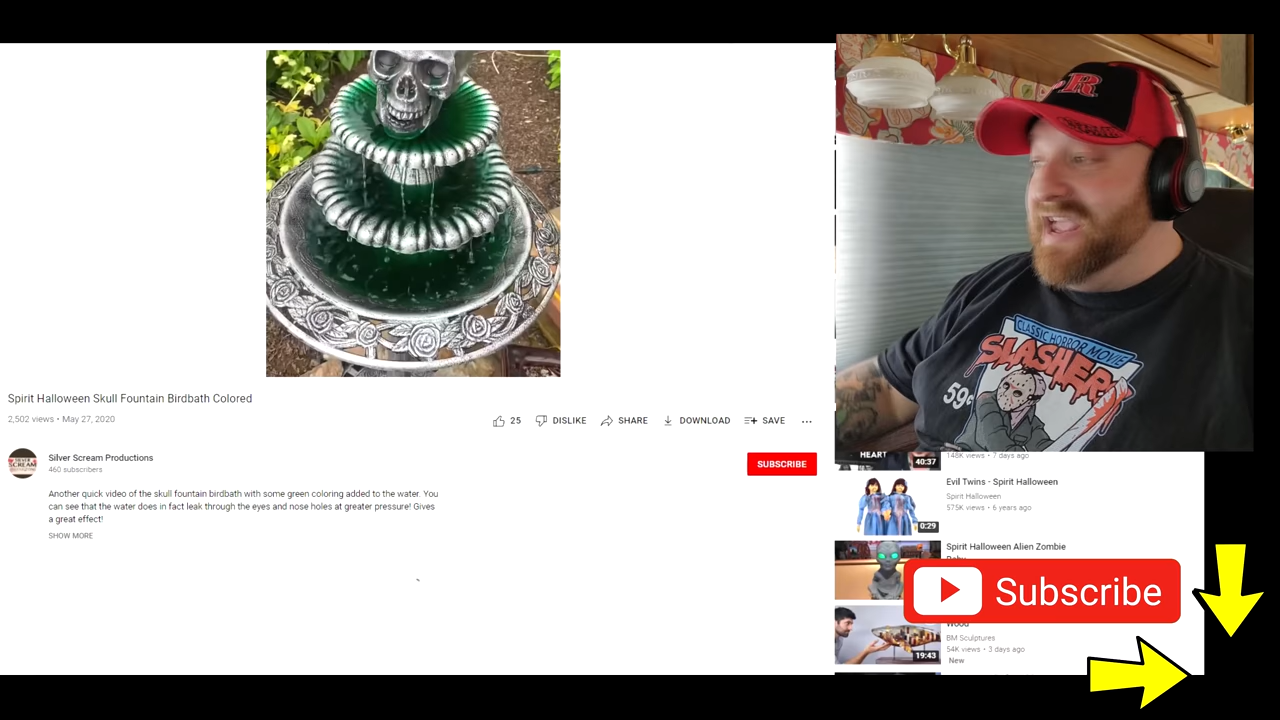 Spirit Halloween Skull Fountain Birdbath Colored
2,502 views • May 27, 2020
25
DISLIKE
SHARE
DOWNLOAD
SAVE
SILVER
SCREAM
Silver Scream Productions
460 subscribers
SUBSCRIBE
Another quick video of the skull fountain birdbath with some green coloring added to the water. You
can see that the water does in fact leak through the eyes and nose holes at greater pressure! Gives
a great effect!
SHOW MORE
R
CLASSIC HORROR MOVIE
SLASHERS
59¢
HEART
40:37
148K views • 7 days ago
Evil Twins - Spirit Halloween
Spirit Halloween
575K views • 6 years ago
0:29
Spirit Halloween Alien Zombie
Subscribe
Wood
BM Sculptures
54K views • 3 days ago
New
19:43